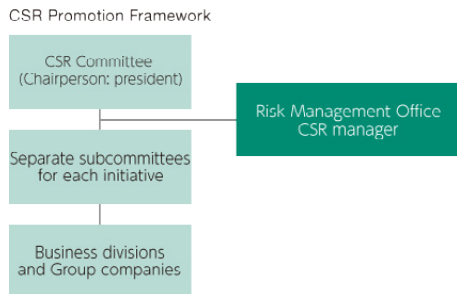 CSR Promotion Framework
CSR Committee
(Chairperson: president)
Risk Management Office
CSR manager
Separate subcommittees
for each initiative
Business divisions
and Group companies